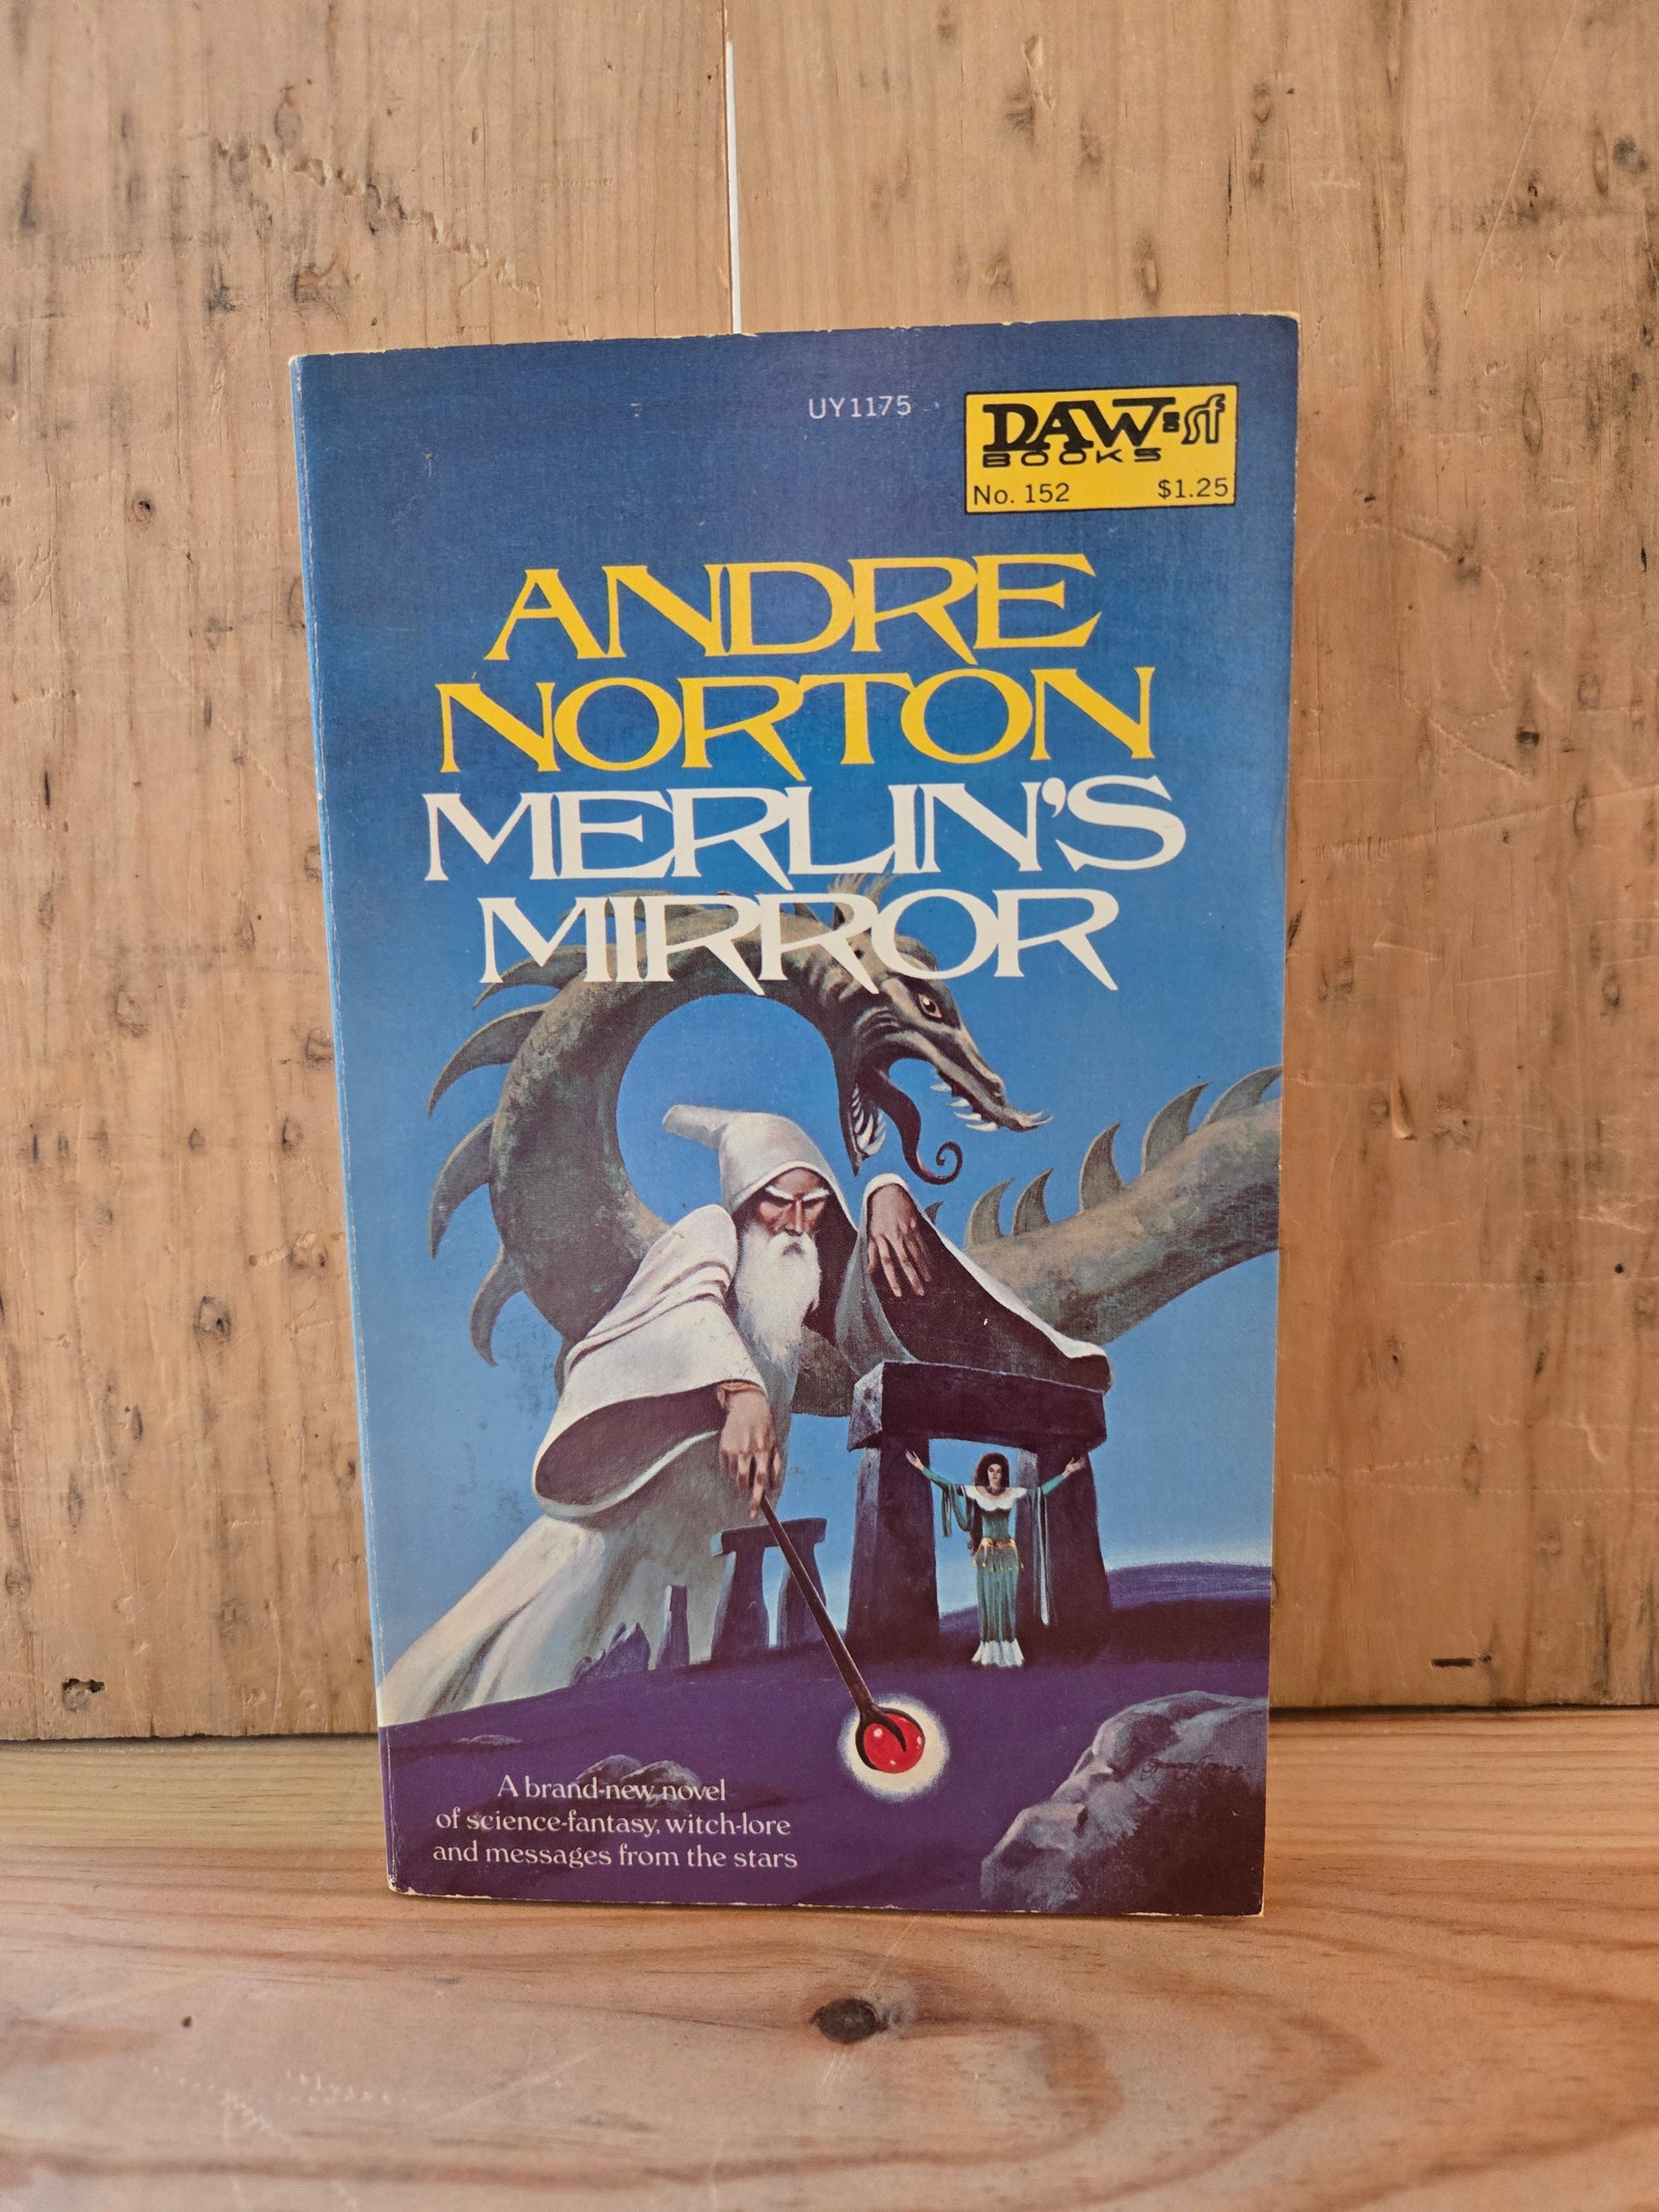 UY1175
DAW=sf
BOOKS
No. 152 $1.25
ANDRE
NORTON
MERLIN'S
MIRROR
A brand-new novel
of science-fantasy, witch-lore
and messages from the stars